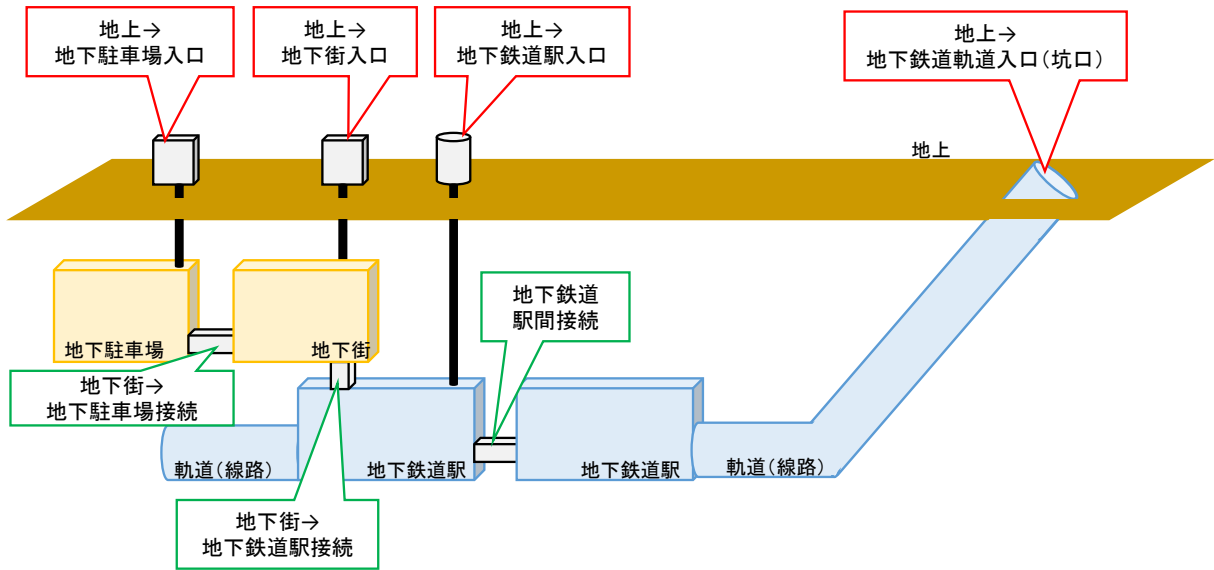 地上→
地下駐車場入口
地上→
地下街入口
地上→
地下鉄道駅入口
地上→
地下鉄道軌道入口（坑口）
地上
地下鉄道
駅間接続
地下駐車場
地下街
地下街→
地下駐車場接続
軌道（線路）
地下鉄道駅
地下鉄道駅
軌道（線路）
地下街→
地下鉄道駅接続